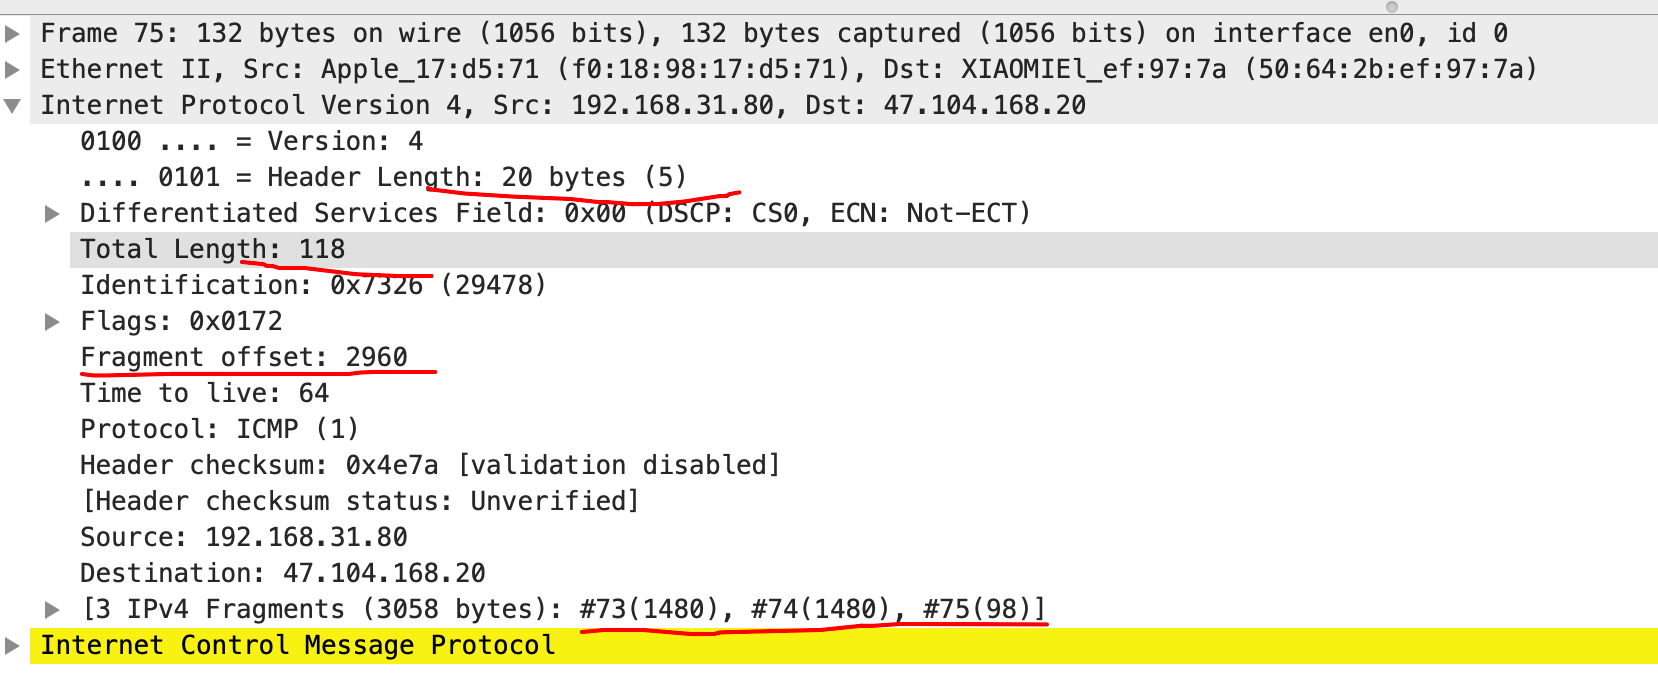 Frame 75: 132 bytes on wire (1056 bits), 132 bytes captured (1056 bits) on interface en0, id 0
Ethernet II, Src: Apple_17:d5:71 (f0:18:98:17:d5:71), Dst: XIAOMIEl_ef:97:7a (50:64:2b:ef:97:7a)
Internet Protocol Version 4, Src: 192.168.31.80, Dst: 47.104.168.20
0100 .... = Version: 4
.... 0101 = Header Length: 20 bytes (5)
Differentiated Services Field: 0x00 (DSCP: CS0, ECN: Not-ECT)
Total Length: 118
Identification: 0x7326 (29478)
Flags: 0x0172
Fragment offset: 2960
Time to live: 64
Protocol: ICMP (1)
Header checksum: 0x4e7a [validation disabled]
[Header checksum status: Unverified]
Source: 192.168.31.80
Destination: 47.104.168.20
[3 IPv4 Fragments (3058 bytes): #73(1480), #74(1480), #75(98)]
Internet Control Message Protocol